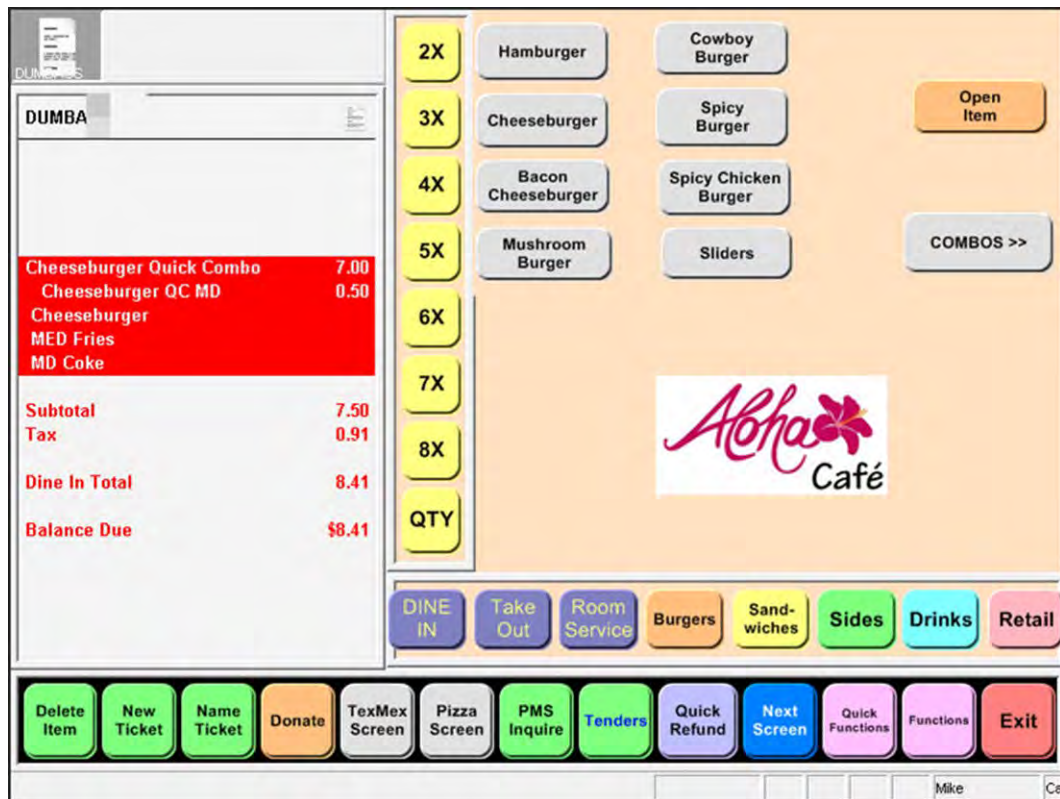 DUMBA
Cheeseburger Quick Combo 7.00
Cheeseburger QC MD 0.50
Cheeseburger
MED Fries
MD Coke
Subtotal 7.50
Tax 0.91
Dine In Total 8.41
Balance Due $8.41
2X
3X
4X
5X
6X
7X
8X
QTY
Hamburger
Cowboy
Burger
Cheeseburger
Spicy
Burger
Bacon
Cheeseburger
Spicy Chicken
Burger
Mushroom
Burger
Sliders
Open
Item
COMBOS >>
Aloha
Café
DINE
IN
Take
Out
Room
Service
Burgers
Sand-
wiches
Sides
Drinks
Retail
Delete
Item
New
Ticket
Name
Ticket
Donate
TexMex
Screen
Pizza
Screen
PMS
Inquire
Tenders
Quick
Refund
Next
Screen
Quick
Functions
Functions
Exit
Mike